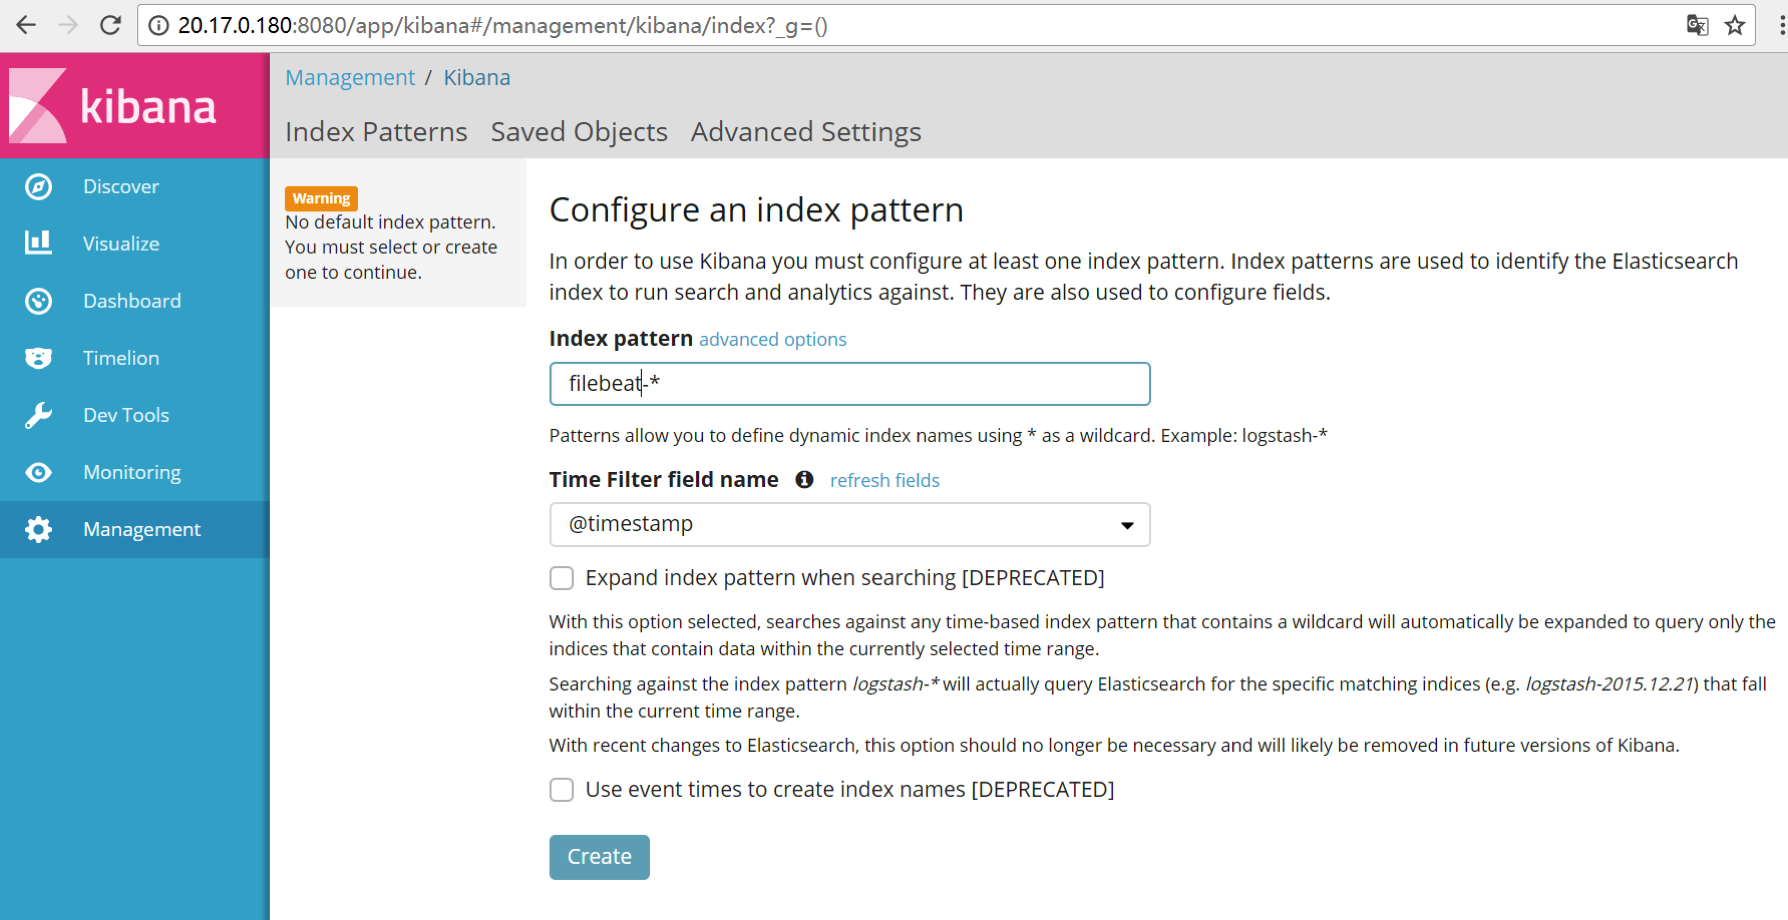 20.17.0.180:8080/app/kibana#/management/kibana/index?_g=()
kibana
Discover
Visualize
Dashboard
Timelion
Dev Tools
Monitoring
Management
Management / Kibana
Index Patterns Saved Objects Advanced Settings
Warning
No default index pattern.
You must select or create
one to continue.
Configure an index pattern
In order to use Kibana you must configure at least one index pattern. Index patterns are used to identify the Elasticsearch
index to run search and analytics against. They are also used to configure fields.
Index pattern advanced options
filebeat-*
Patterns allow you to define dynamic index names using * as a wildcard. Example: logstash-*
Time Filter field name refresh fields
@timestamp
Expand index pattern when searching [DEPRECATED]
With this option selected, searches against any time-based index pattern that contains a wildcard will automatically be expanded to query only the
indices that contain data within the currently selected time range.
Searching against the index pattern logstash-* will actually query Elasticsearch for the specific matching indices (e.g. logstash-2015.12.21) that fall
within the current time range.
With recent changes to Elasticsearch, this option should no longer be necessary and will likely be removed in future versions of Kibana.
Use event times to create index names [DEPRECATED]
Create